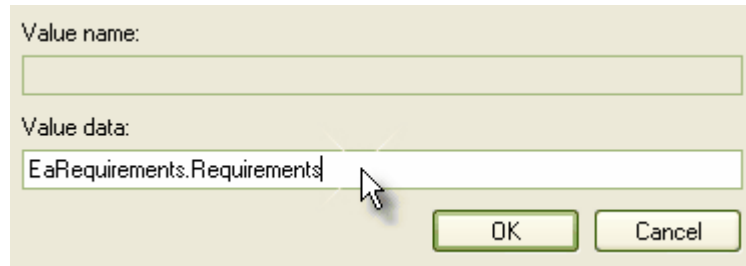 Value name:
Value data:
EaRequirements.Requirements
OK Cancel